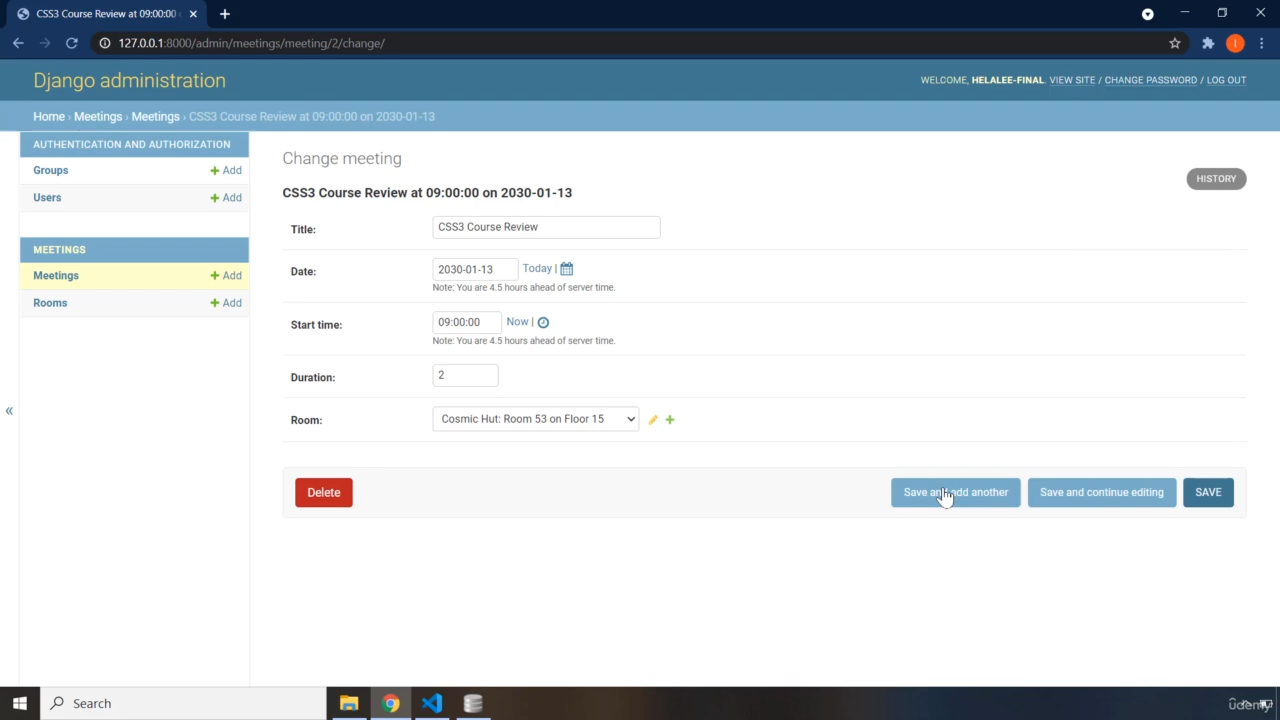 CSS3 Course Review at 09:00:00
127.0.0.1:8000/admin/meetings/meeting/2/change/
Django administration
WELCOME, HELALEE-FINAL. VIEW SITE / CHANGE PASSWORD / LOG OUT
Home › Meetings › Meetings › CSS3 Course Review at 09:00:00 on 2030-01-13
AUTHENTICATION AND AUTHORIZATION
Groups + Add
Users + Add
MEETINGS
Meetings + Add
Rooms + Add
«
Change meeting
HISTORY
CSS3 Course Review at 09:00:00 on 2030-01-13
Title: CSS3 Course Review
Date: 2030-01-13 Today |
Note: You are 4.5 hours ahead of server time.
Start time: 09:00:00 Now |
Note: You are 4.5 hours ahead of server time.
Duration: 2
Room: Cosmic Hut: Room 53 on Floor 15
Delete Save and add another Save and continue editing SAVE
Search
udemy